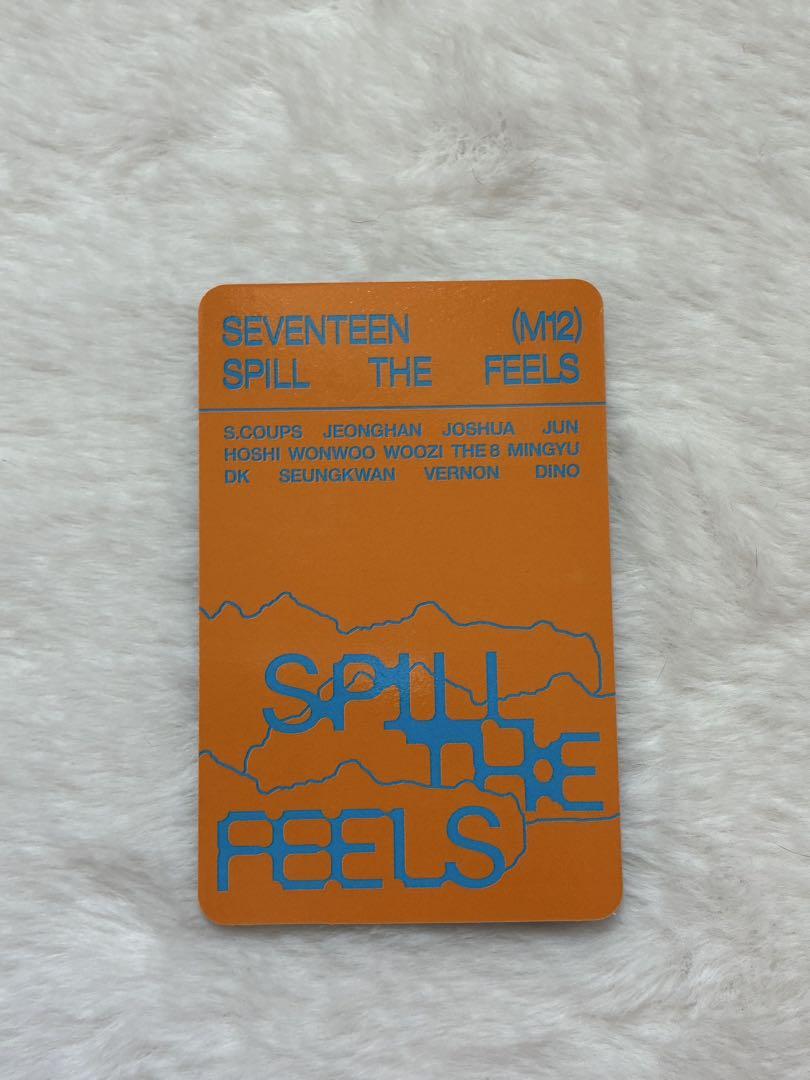 SEVENTEEN (M12)
SPILL THE FEELS
S.COUPS JEONGHAN JOSHUA JUN
HOSHI WONWOO WOOZI THE 8 MINGYU
DK SEUNGKWAN VERNON DINO
SPILL
THE
FEELS